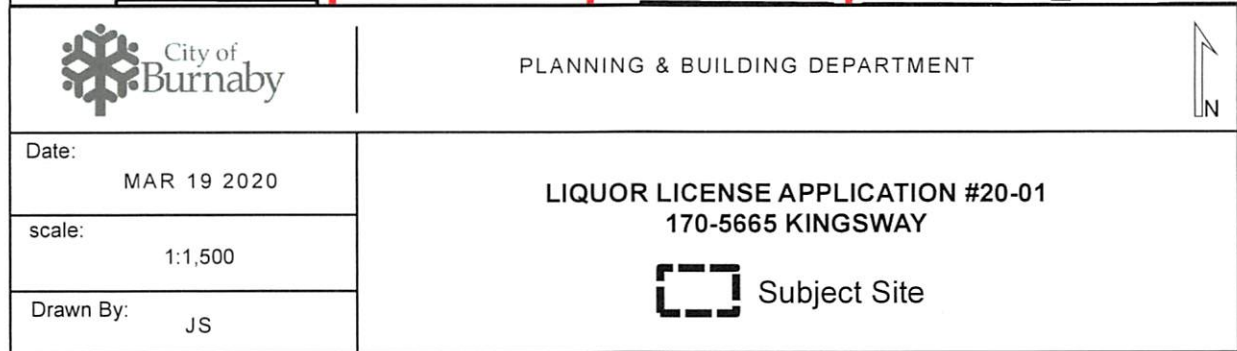 City of
Burnaby
PLANNING & BUILDING DEPARTMENT
N
Date:
MAR 19 2020
scale:
1:1,500
Drawn By:
JS
LIQUOR LICENSE APPLICATION #20-01
170-5665 KINGSWAY
Subject Site